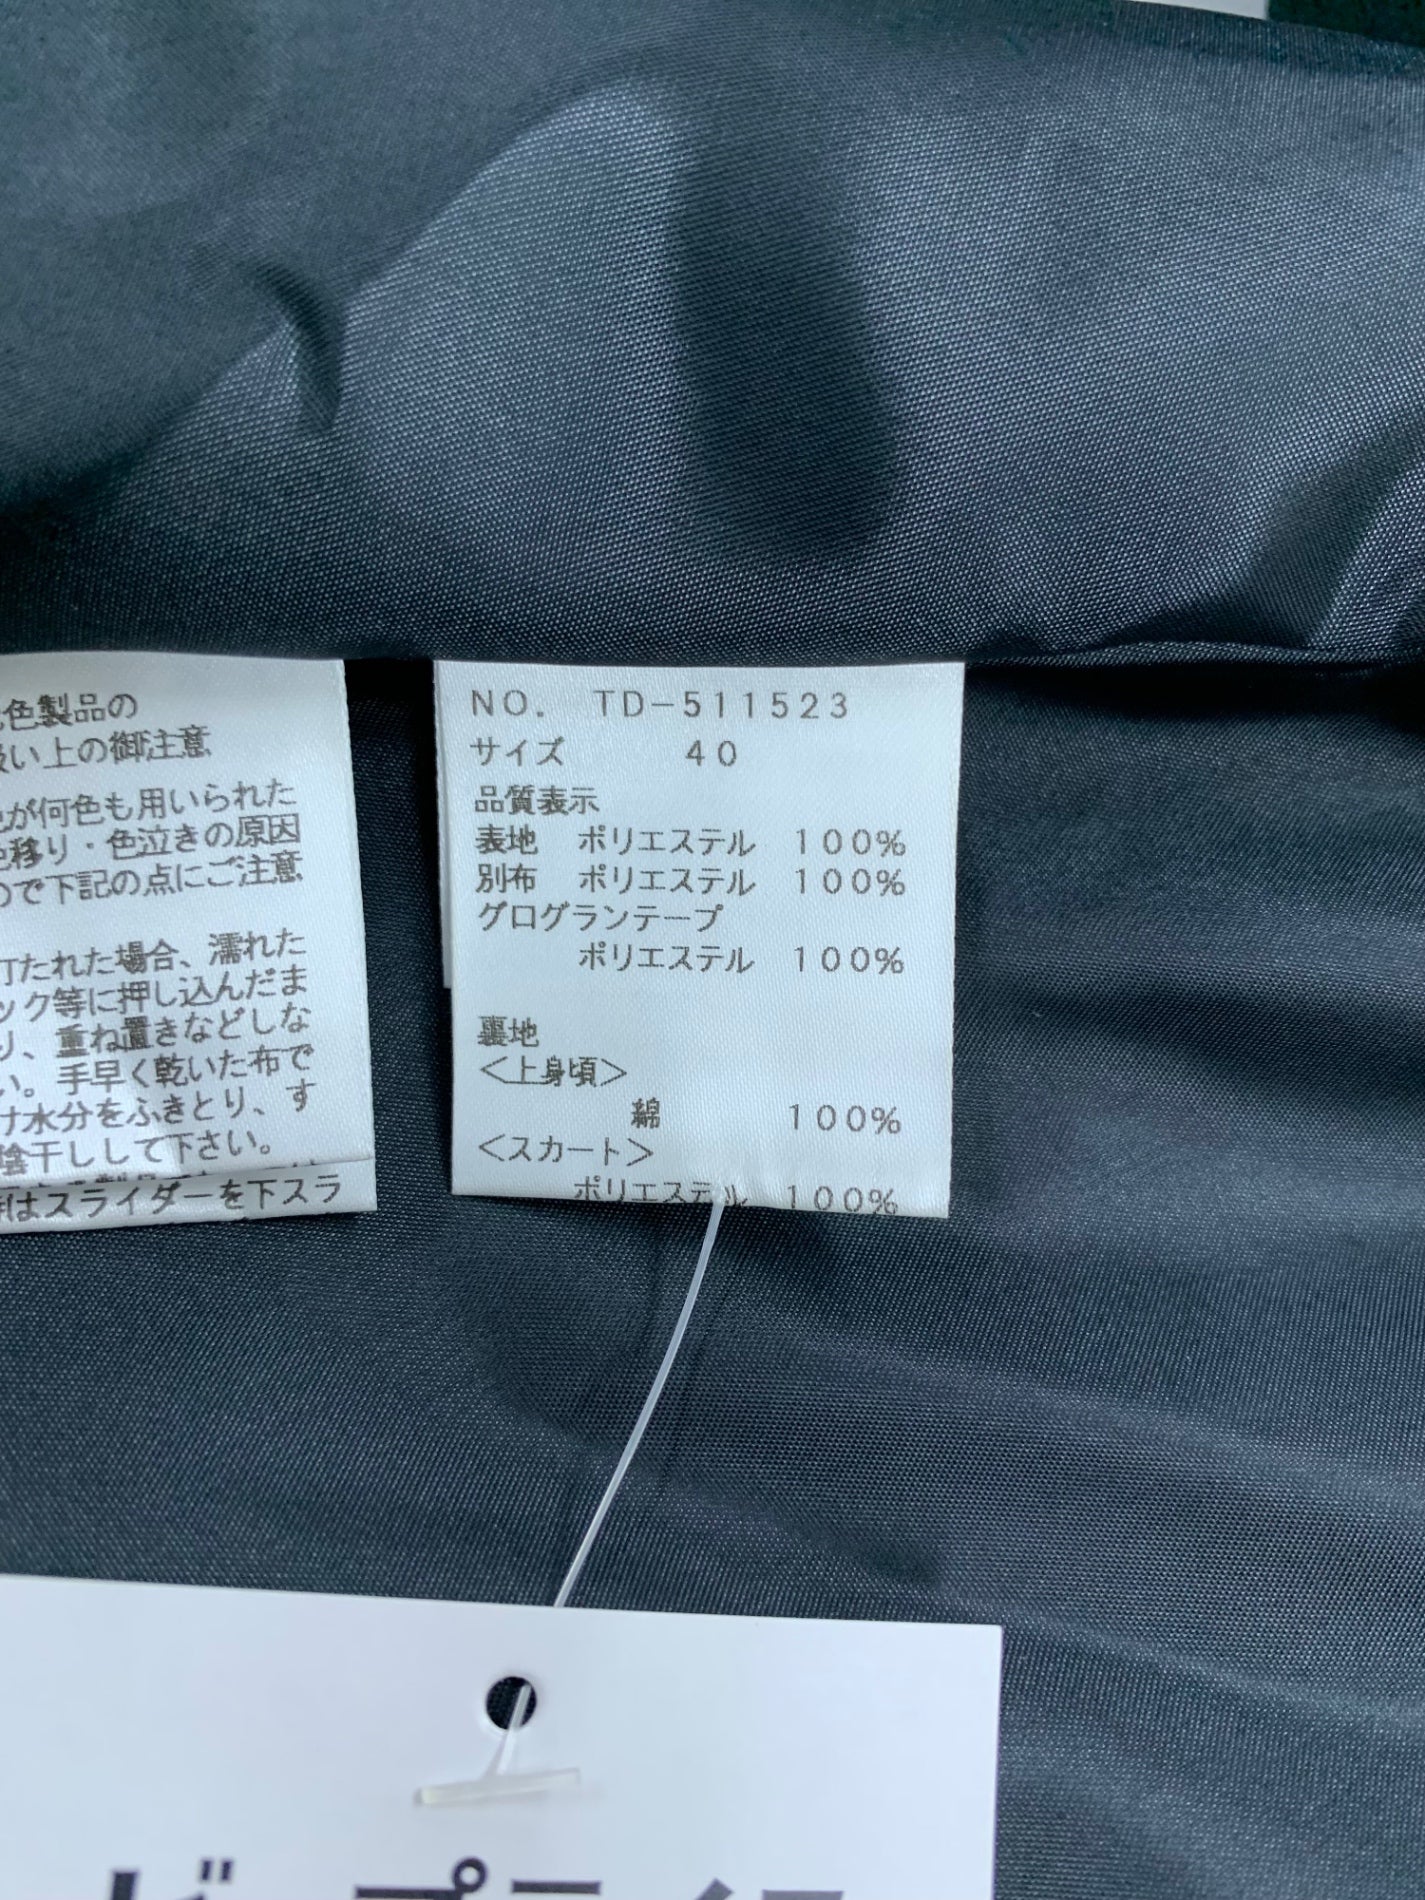 色製品の
扱い上の御注意
が何色も用いられた
色移り・色泣きの原因
ので下記の点にご注意
打たれた場合、濡れた
ック等に押し込んだま
り、重ね置きなどしな
い。手早く乾いた布で
け水分をふきとり、す
陰干しして下さい。
はスライダーを下スラ
NO. TD-511523
サイズ 40
品質表示
表地 ポリエステル 100%
別布 ポリエステル 100%
グログランテープ
ポリエステル 100%
裏地
<上身頃>
綿 100%
<スカート>
ポリエステル 100%